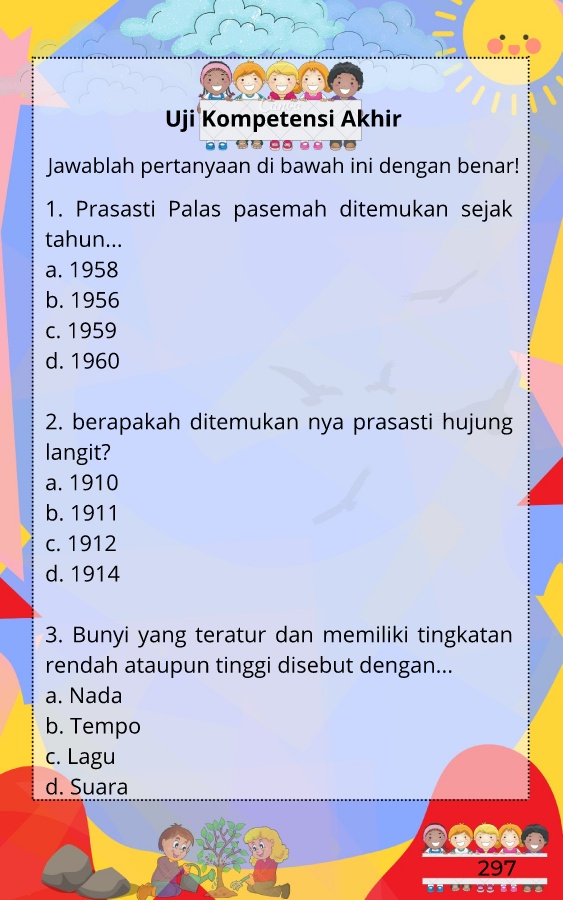 Uji Kompetensi Akhir
Jawablah pertanyaan di bawah ini dengan benar!
1. Prasasti Palas pasemah ditemukan sejak
tahun...
a. 1958
b. 1956
c. 1959
d. 1960
2. berapakah ditemukan nya prasasti hujung
langit?
a. 1910
b. 1911
c. 1912
d. 1914
3. Bunyi yang teratur dan memiliki tingkatan
rendah ataupun tinggi disebut dengan...
a. Nada
b. Tempo
c. Lagu
d. Suara
297